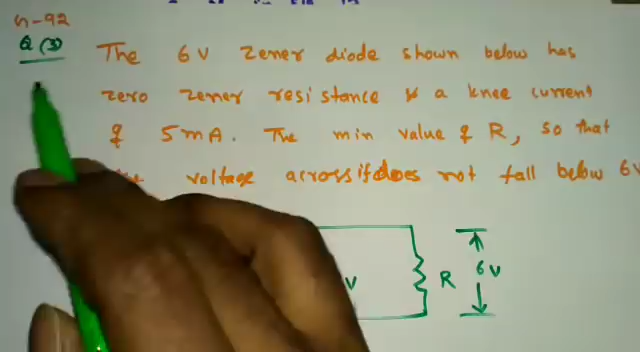 G-92
Q (3) The 6V zener diode shown below has
zero zener resistance & a knee current
of 5mA. The min value of R, so that
voltage across it does not fall below 6V
V R 6V